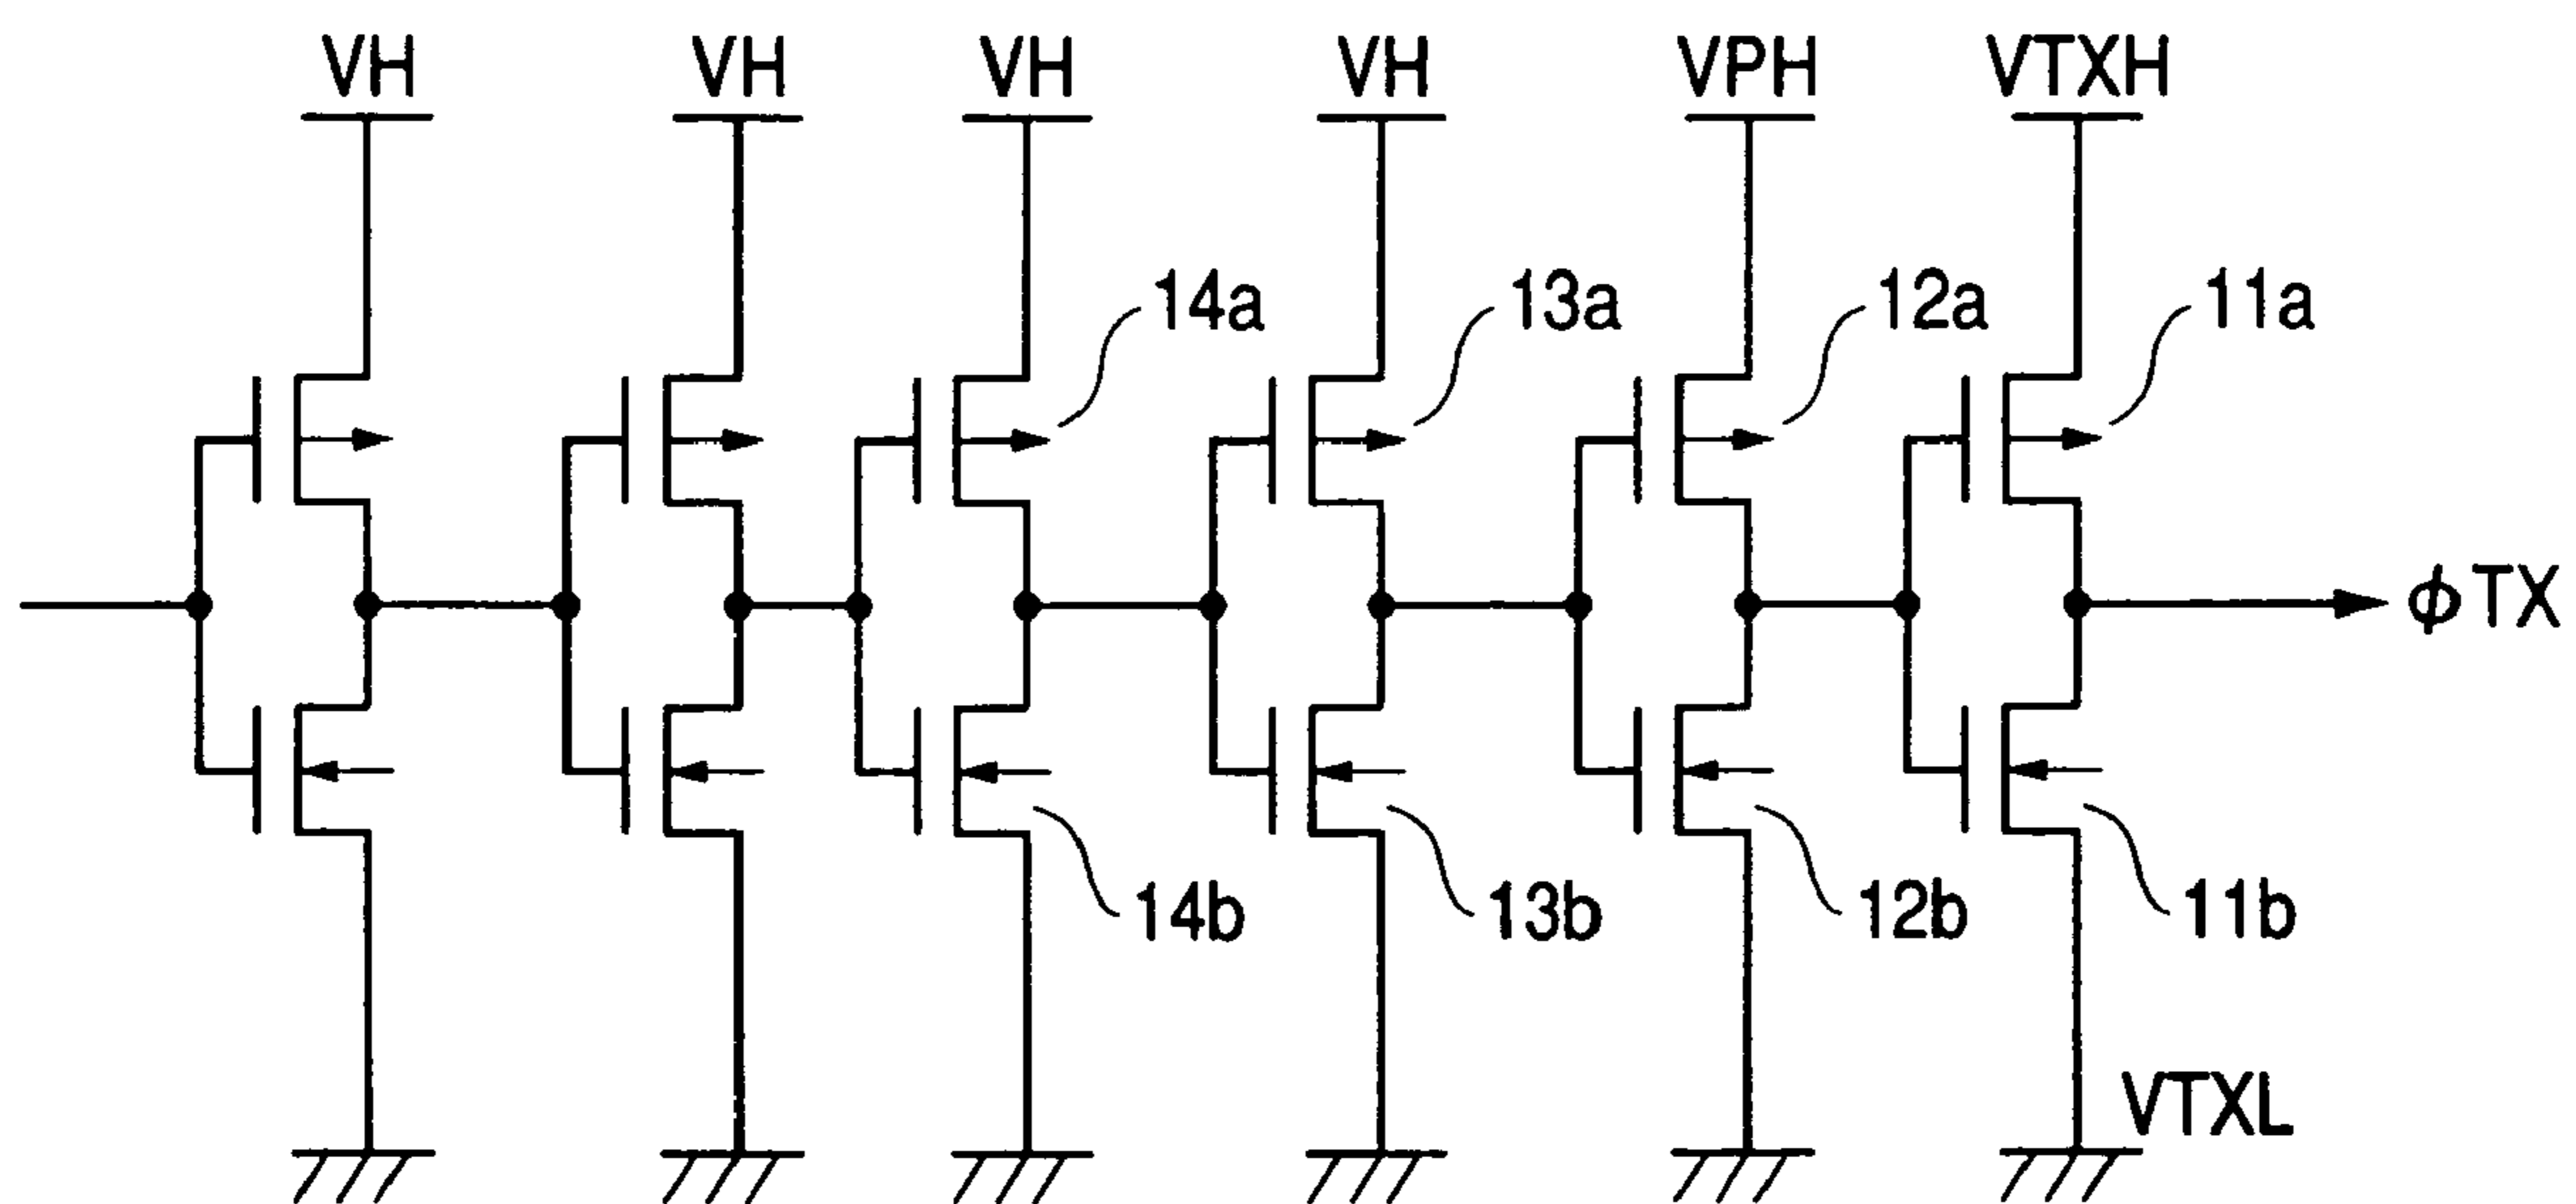 VH VH VH VH VPH VTXH
14a 13a 12a 11a
ϕTX
14b 13b 12b 11b
VTXL